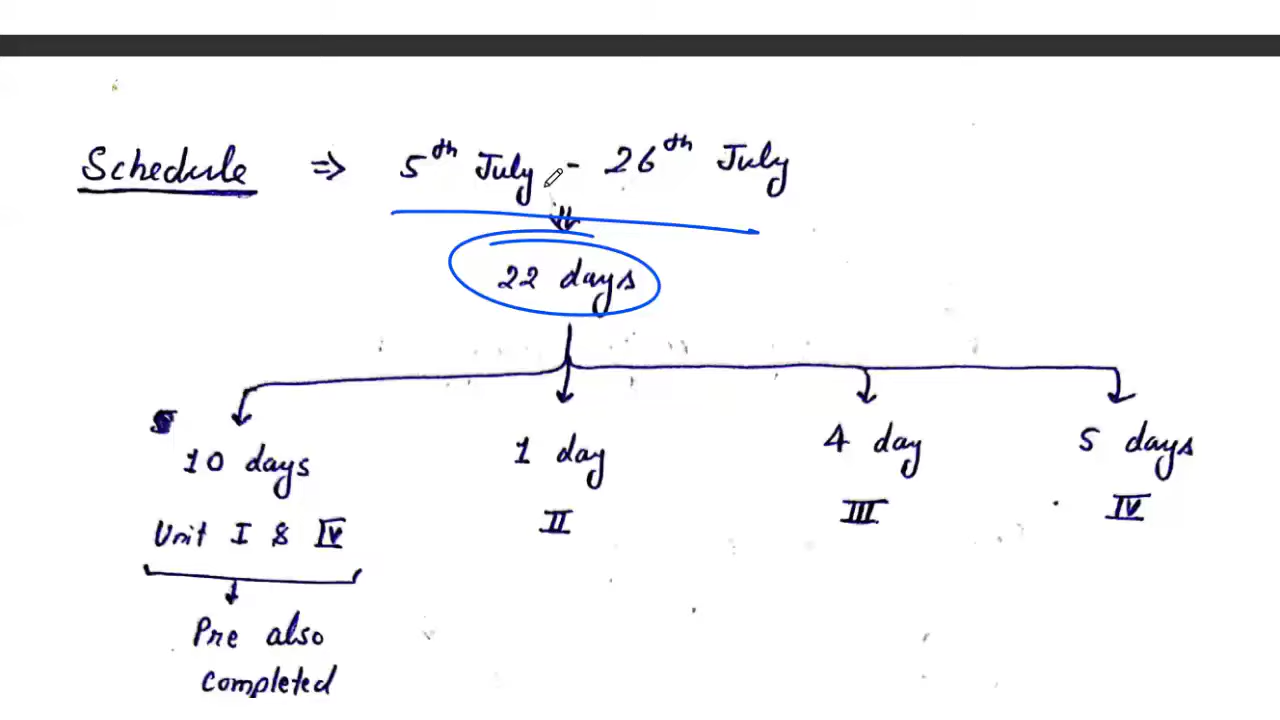 Schedule ⇒ 5th July - 26th July
22 days
10 days 1 day 4 day 5 days
Unit I & IV II III IV
Pre also
completed